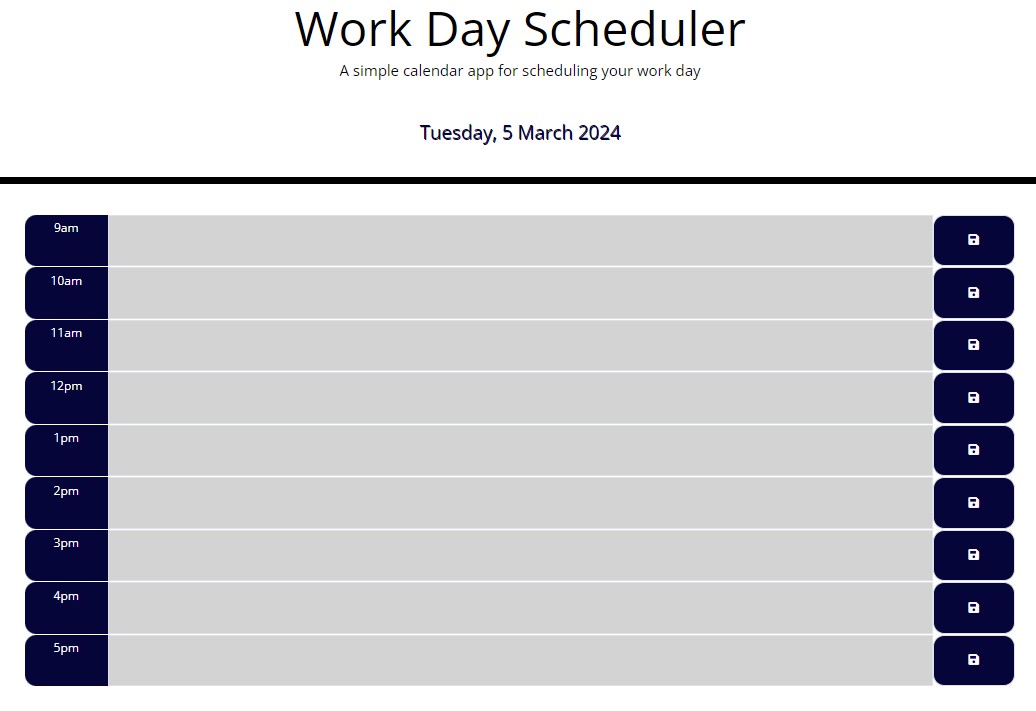 Work Day Scheduler
A simple calendar app for scheduling your work day
Tuesday, 5 March 2024
9am
10am
11am
12pm
1pm
2pm
3pm
4pm
5pm